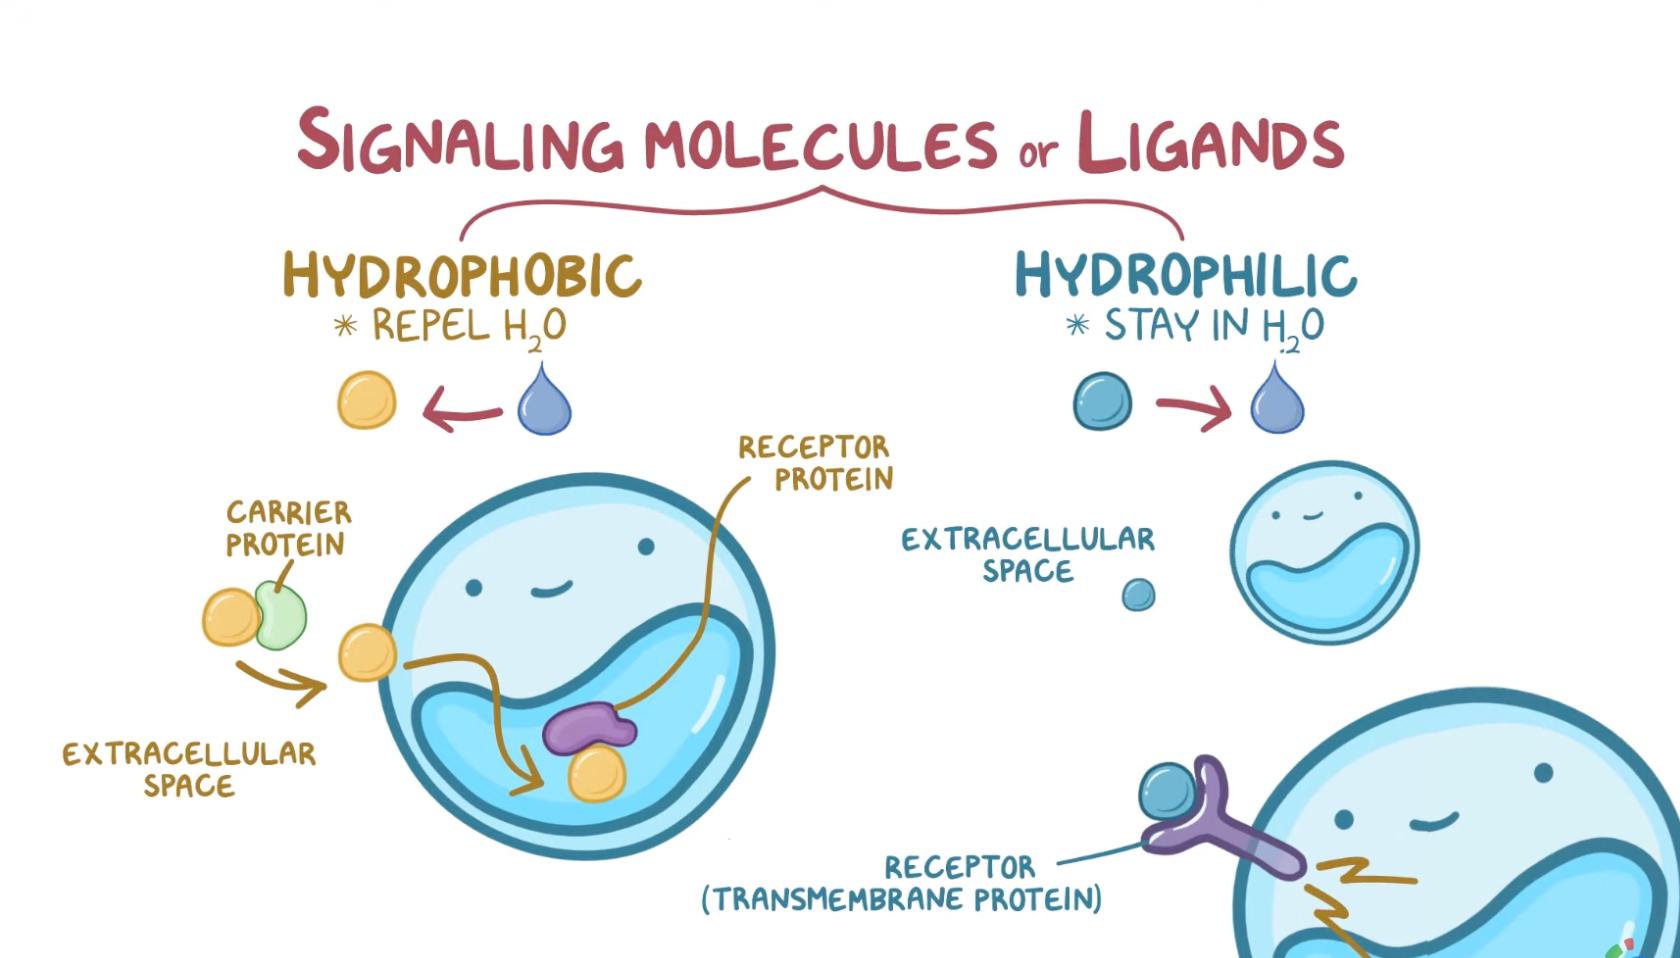 SIGNALING MOLECULES or LIGANDS
HYDROPHOBIC
* REPEL H₂O
CARRIER
PROTEIN
RECEPTOR
PROTEIN
EXTRACELLULAR
SPACE
HYDROPHILIC
* STAY IN H₂O
EXTRACELLULAR
SPACE
RECEPTOR
(TRANSMEMBRANE PROTEIN)